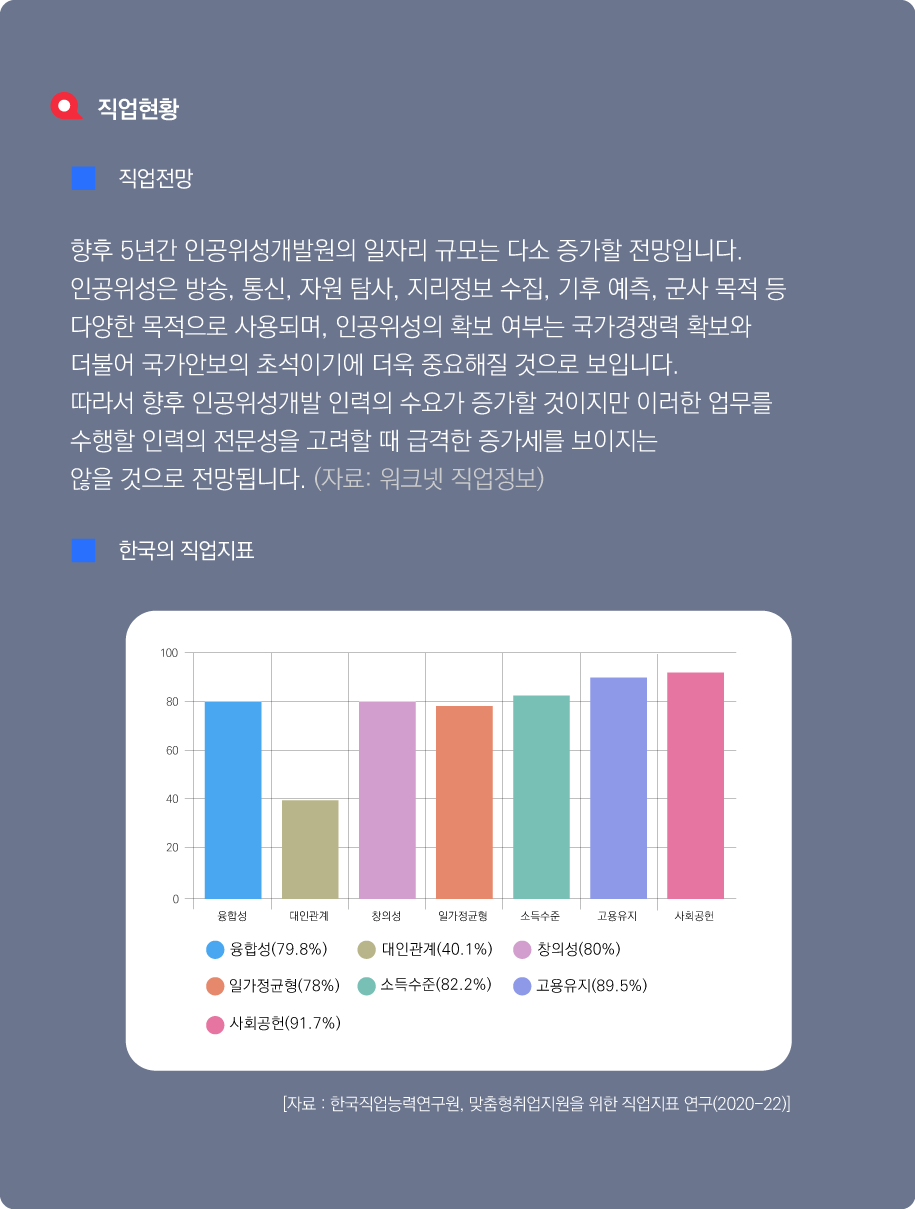 직업현황
직업전망
향후 5년간 인공위성개발원의 일자리 규모는 다소 증가할 전망입니다.
인공위성은 방송, 통신, 자원 탐사, 지리정보 수집, 기후 예측, 군사 목적 등
다양한 목적으로 사용되며, 인공위성의 확보 여부는 국가경쟁력 확보와
더불어 국가안보의 초석이기에 더욱 중요해질 것으로 보입니다.
따라서 향후 인공위성개발 인력의 수요가 증가할 것이지만 이러한 업무를
수행할 인력의 전문성을 고려할 때 급격한 증가세를 보이지는
않을 것으로 전망됩니다. (자료: 워크넷 직업정보)
한국의 직업지표
100
80
60
40
20
0
융합성 대인관계 창의성 일가정균형 소득수준 고용유지 사회공헌
융합성(79.8%) 대인관계(40.1%) 창의성(80%)
일가정균형(78%) 소득수준(82.2%) 고용유지(89.5%)
사회공헌(91.7%)
[자료 : 한국직업능력연구원, 맞춤형취업지원을 위한 직업지표 연구(2020-22)]